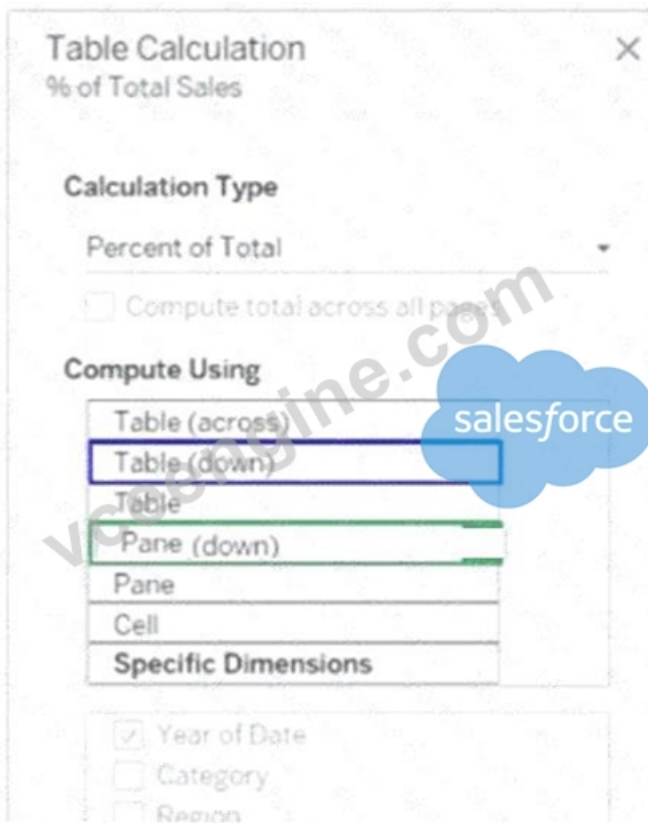 Table Calculation
% of Total Sales
Calculation Type
Percent of Total
Compute total across all pages
Compute Using
salesforce
Table (across)
Table (down)
Table
Pane (down)
Pane
Cell
Specific Dimensions
Year of Date
Category
Region
vceengine.com